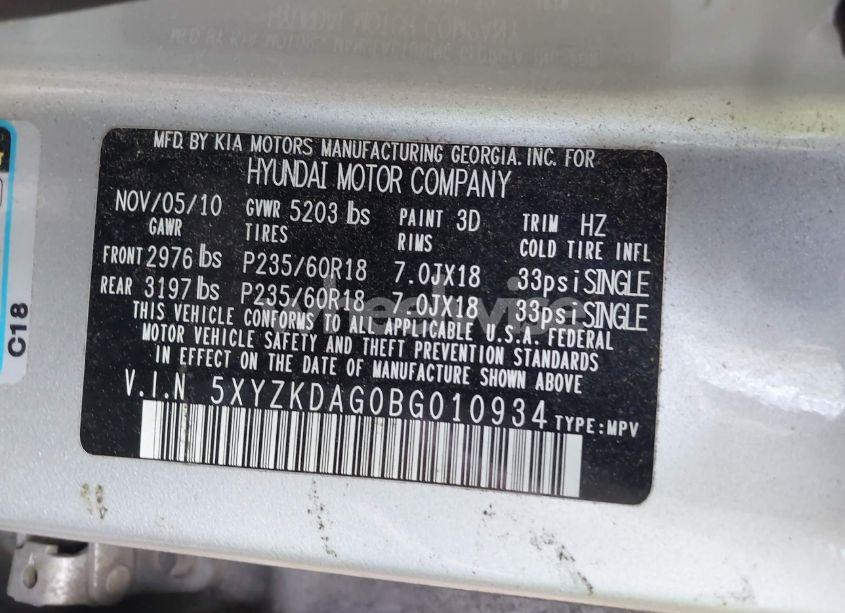 MFD. BY KIA MOTORS MANUFACTURING GEORGIA. INC. FOR
HYUNDAI MOTOR COMPANY
NOV/05/10 GVWR 5203 lbs PAINT 3D TRIM HZ
GAWR TIRES RIMS COLD TIRE INFL
FRONT 2976 lbs P235/60R18 7.0JX18 33psi SINGLE
REAR 3197 lbs P235/60R18 7.0JX18 33psi SINGLE
THIS VEHICLE CONFORMS TO ALL APPLICABLE U.S.A. FEDERAL
MOTOR VEHICLE SAFETY AND THEFT PREVENTION STANDARDS
IN EFFECT ON THE DATE OF MANUFACTURE SHOWN ABOVE
V.I.N 5XYZKDAG0BG010934 TYPE:MPV
C18